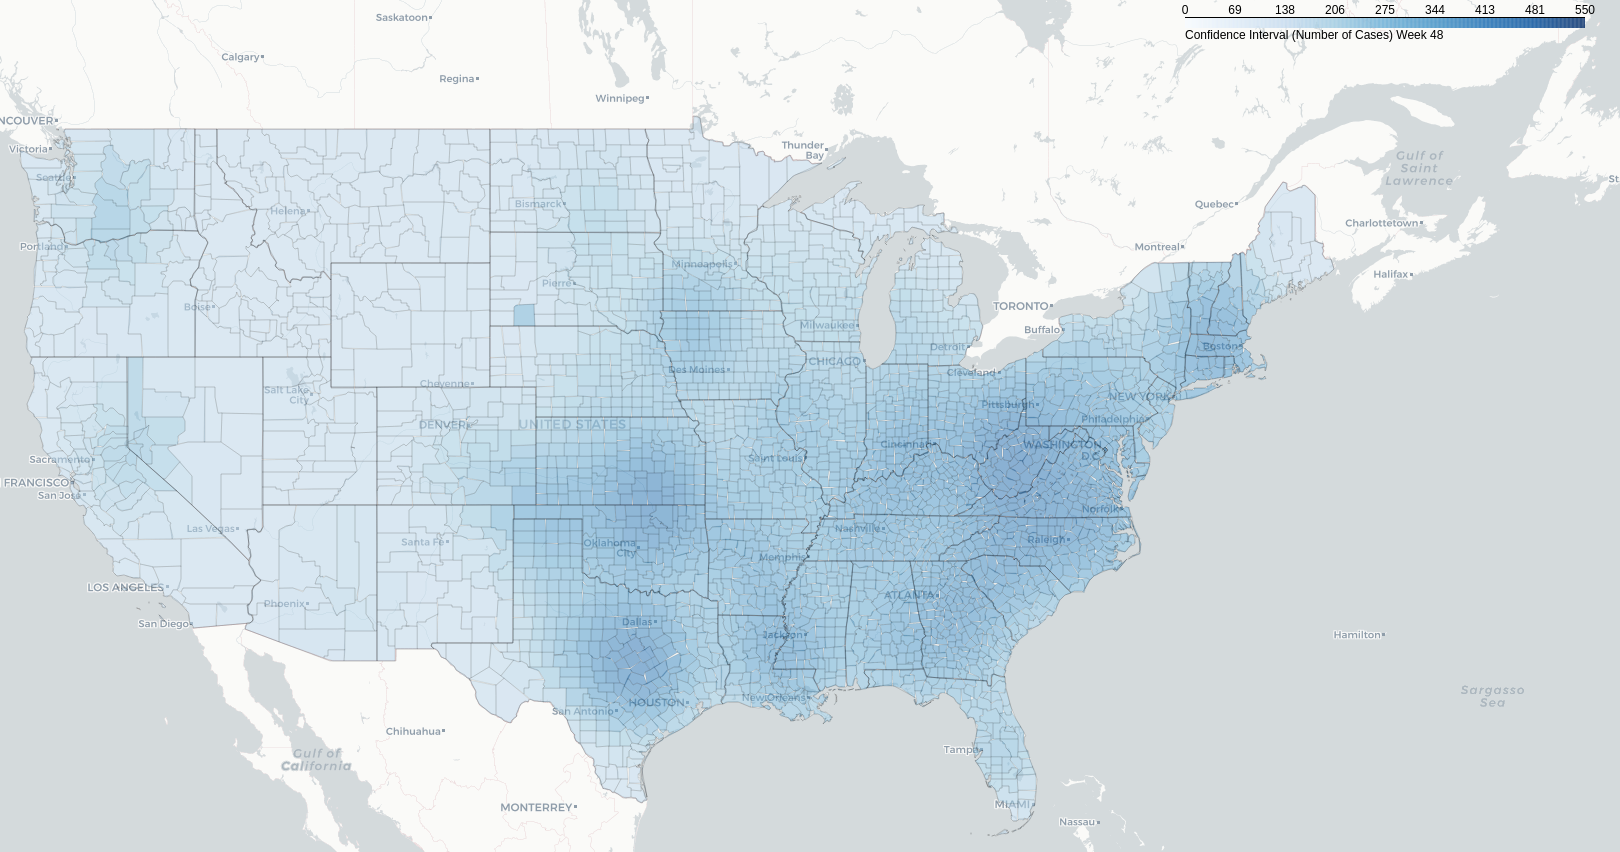 0 69 138 206 275 344 413 481 550
Confidence Interval (Number of Cases) Week 48
Saskatoon
Calgary
Regina
Winnipeg
NCOUVER
Victoria
Thunder
Bay
Gulf of
Saint
Lawrence
St
Seattle
Bismarck
Helena
Quebec
Charlottetown
Portland
Montreal
Minneapolis
Halifax
Pierre
Boise
TORONTO
Buffalo
Milwaukee
Detroit
Boston
CHICAGO
Des Moines
Cleveland
Cheyenne
Salt Lake
City
NEW YORK
Pittsburgh
Philadelphia
DENVER
UNITED STATES
Cincinnati
WASHINGTON
D.C.
Sacramento
Saint Louis
FRANCISCO
San Jose
Norfolk
Las Vegas
Nashville
Santa Fe
Oklahoma
City
Raleigh
Memphis
LOS ANGELES
ATLANTA
Phoenix
San Diego
Dallas
Jackson
Hamilton
Sargasso
Sea
New Orleans
HOUSTON
San Antonio
Chihuahua
Tampa
Gulf of
California
MONTERREY
MIAMI
Nassau